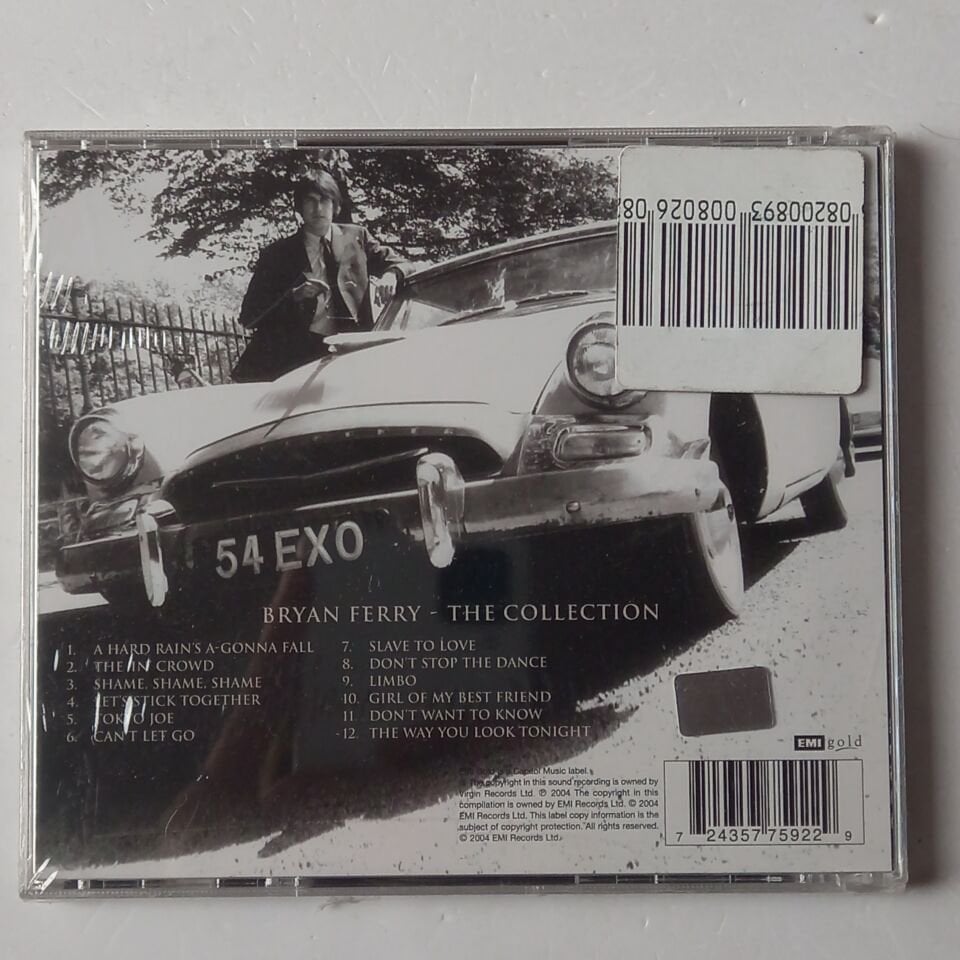 08200893 000800 026 08
54 EXO
BRYAN FERRY - THE COLLECTION
1. A HARD RAIN'S A-GONNA FALL
2. THE 'IN' CROWD
3. SHAME, SHAME, SHAME
4. LET'S STICK TOGETHER
5. TOKYO JOE
6. CAN'T LET GO
7. SLAVE TO LOVE
8. DON'T STOP THE DANCE
9. LIMBO
10. GIRL OF MY BEST FRIEND
11. DON'T WANT TO KNOW
12. THE WAY YOU LOOK TONIGHT
EMI gold
EMI Gold is a Capitol Music label.
The copyright in this sound recording is owned by
Virgin Records Ltd. ℗ 2004 The copyright in this
compilation is owned by EMI Records Ltd. © 2004
EMI Records Ltd. This label copy information is the
subject of copyright protection. All rights reserved.
© 2004 EMI Records Ltd.
7 24357 75922 9